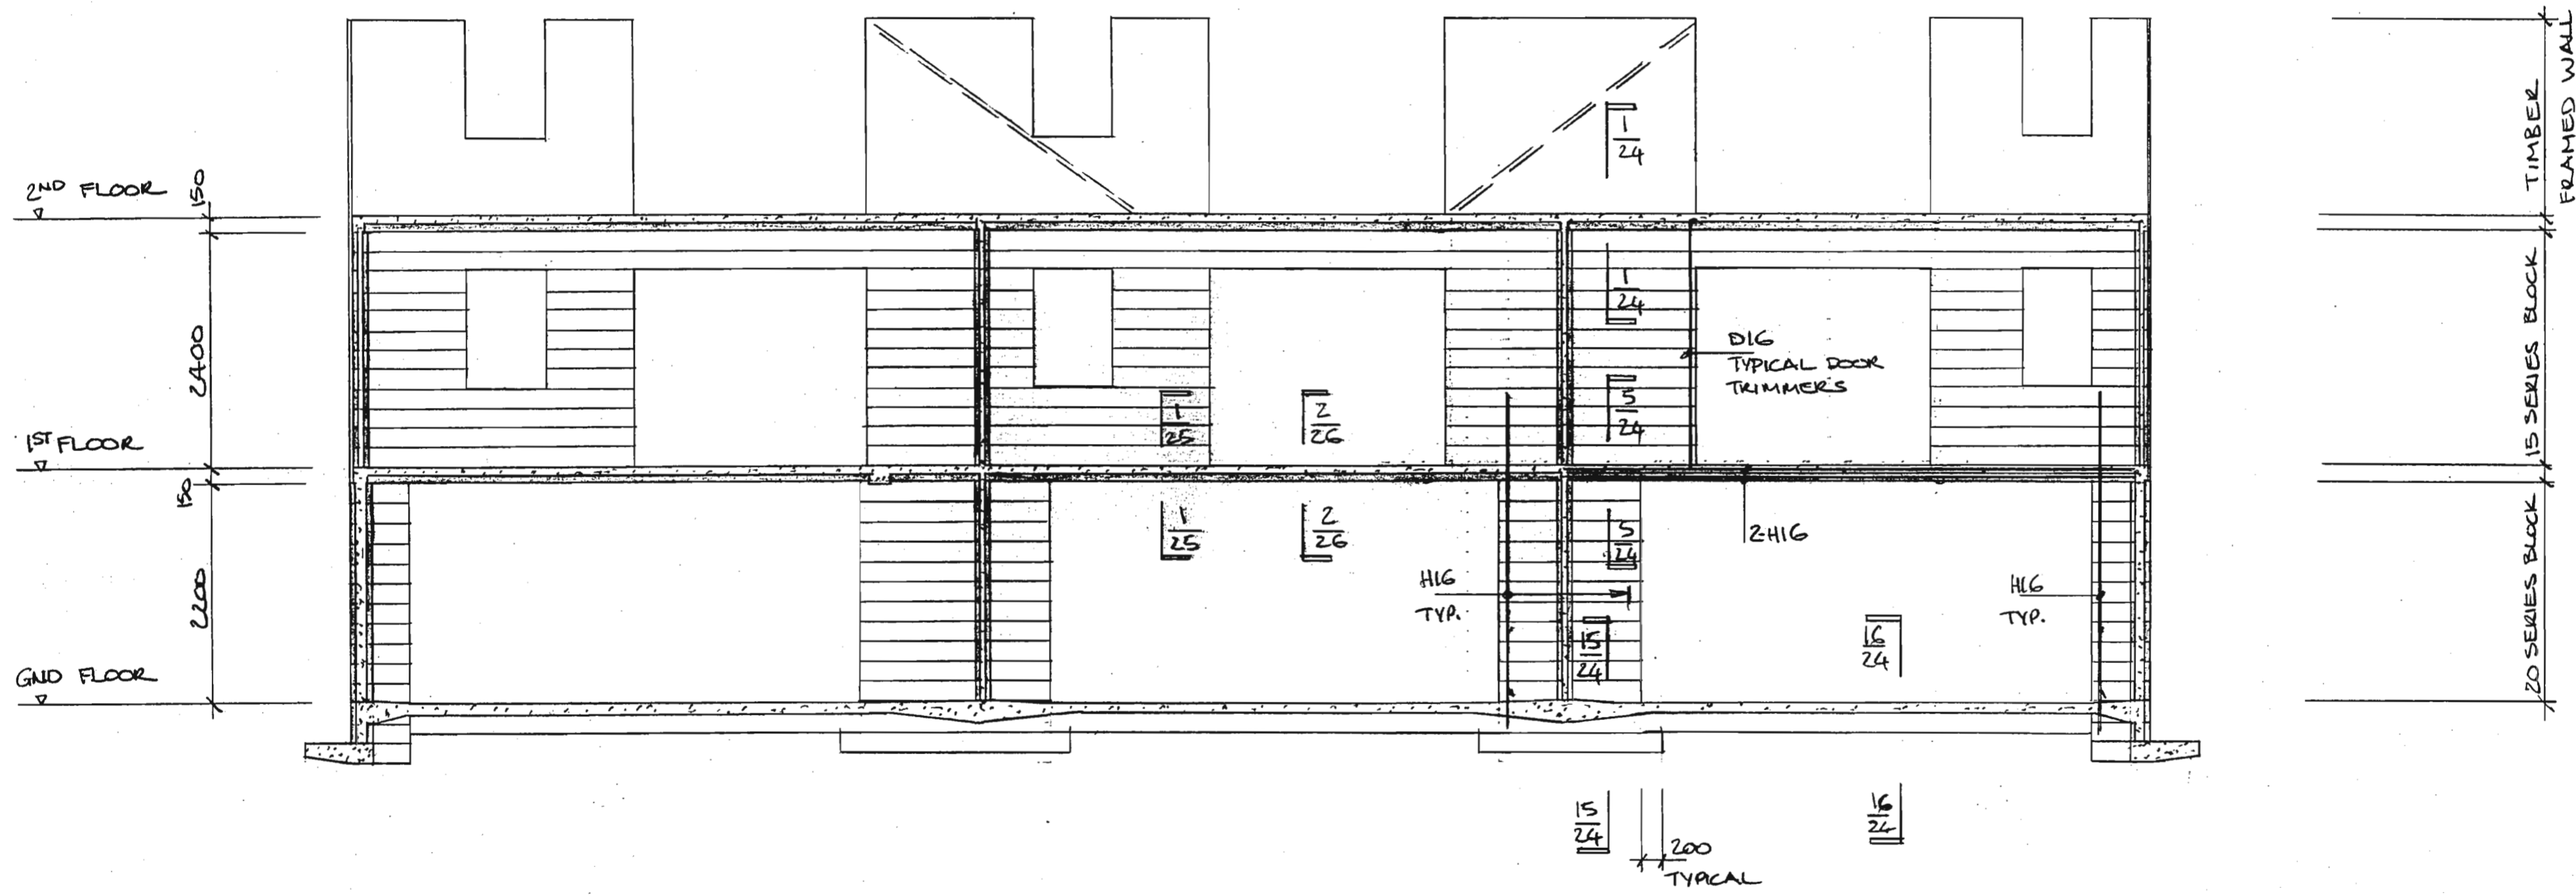 2ND FLOOR
150
2400
1ST FLOOR
150
2200
GND FLOOR
1
24
1
24
D16
TYPICAL DOOR
TRIMMERS
5
24
1
25
2
26
1
25
2
26
5
24
2-H16
H16
TYP.
15
24
16
24
H16
TYP.
15
24
16
24
200
TYPICAL
TIMBER
FRAMED WALL
15 SERIES BLOCK
20 SERIES BLOCK